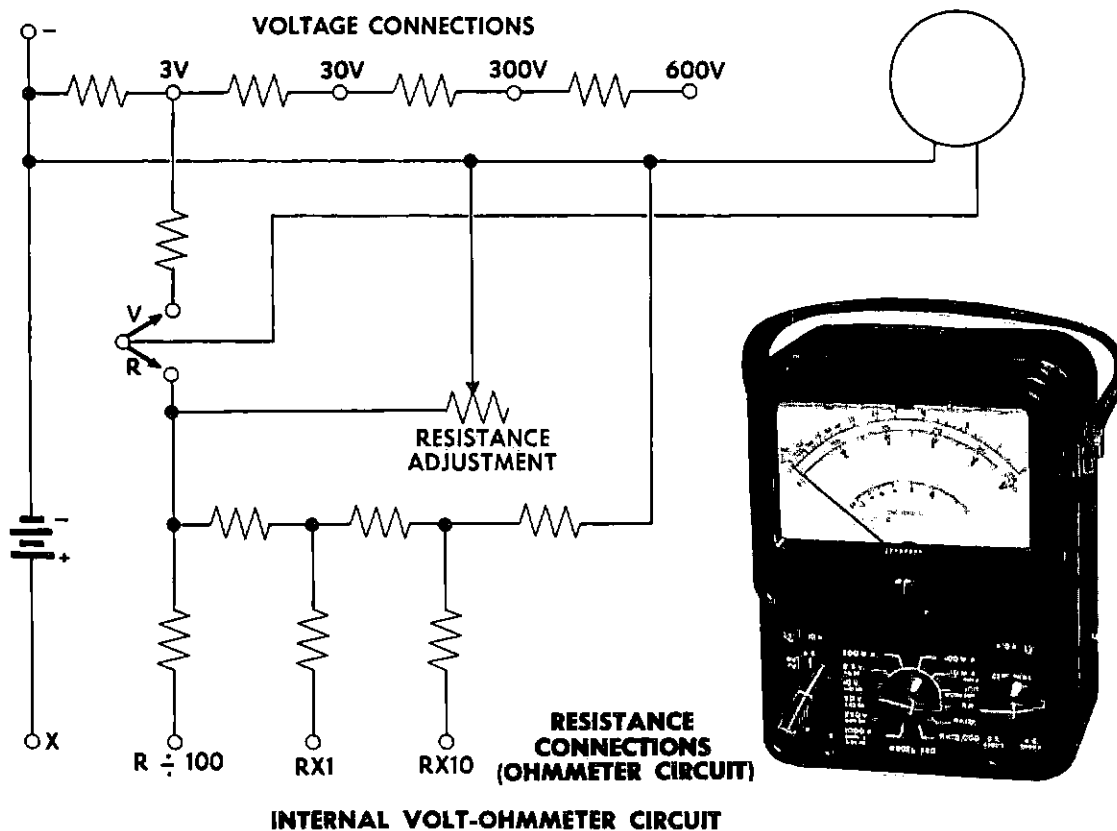 -
VOLTAGE CONNECTIONS
3V 30V 300V 600V
V
R
RESISTANCE
ADJUSTMENT
-
+
X
R ÷ 100
RX1
RX10
RESISTANCE
CONNECTIONS
(OHMMETER CIRCUIT)
INTERNAL VOLT-OHMMETER CIRCUIT